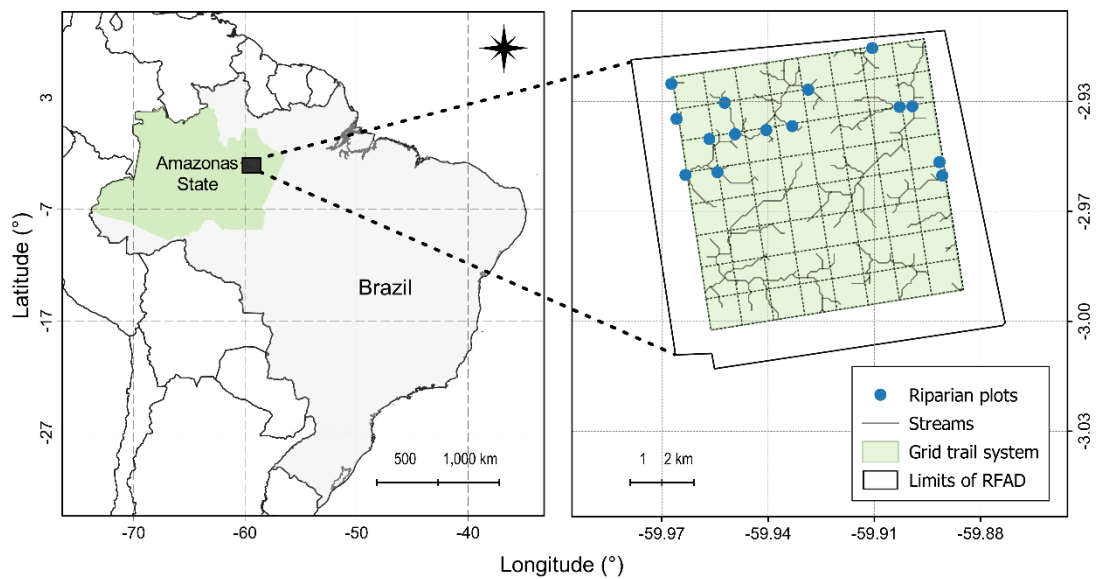 Latitude (°)
3
-7
-17
-27
Amazonas
State
Brazil
500 1,000 km
-70 -60 -50 -40
-2.93
-2.97
-3.00
-3.03
1 2 km
Riparian plots
Streams
Grid trail system
Limits of RFAD
-59.97 -59.94 -59.91 -59.88
Longitude (°)